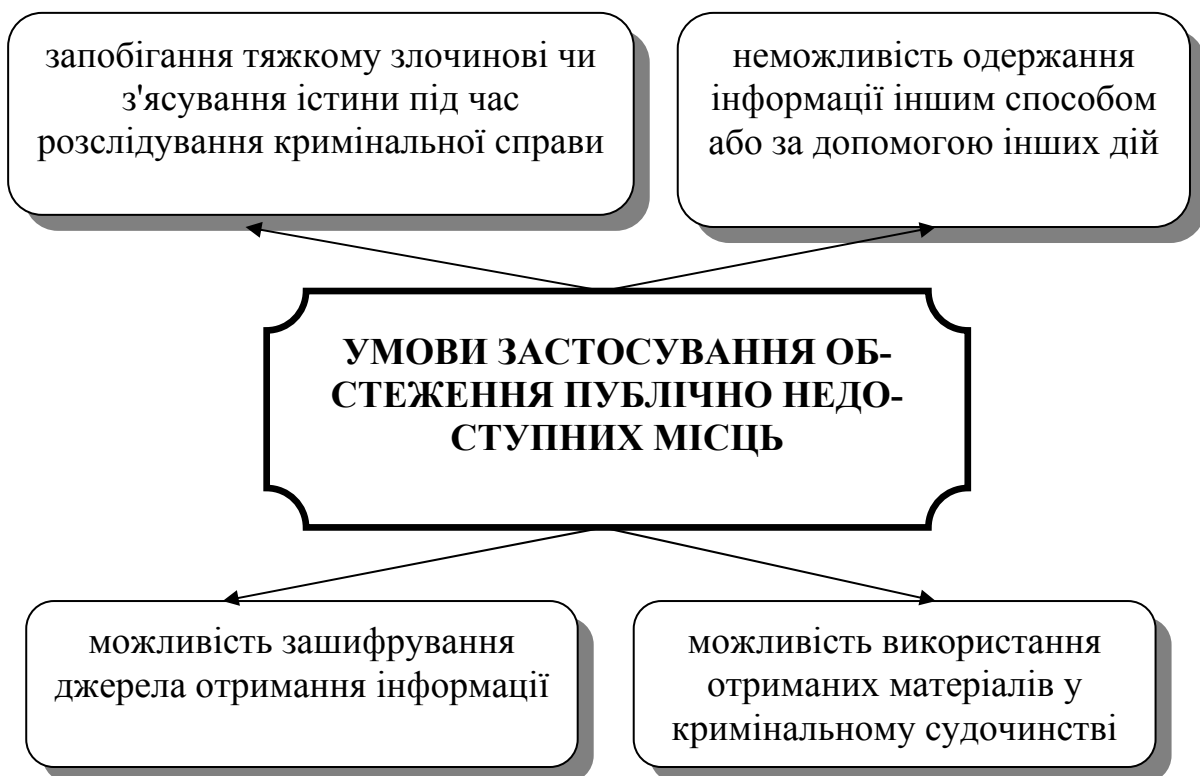 запобігання тяжкому злочинові чи
з'ясування істини під час
розслідування кримінальної справи
неможливість одержання
інформації іншим способом
або за допомогою інших дій
УМОВИ ЗАСТОСУВАННЯ ОБ-
СТЕЖЕННЯ ПУБЛІЧНО НЕДО-
СТУПНИХ МІСЦЬ
можливість зашифрування
джерела отримання інформації
можливість використання
отриманих матеріалів у
кримінальному судочинстві